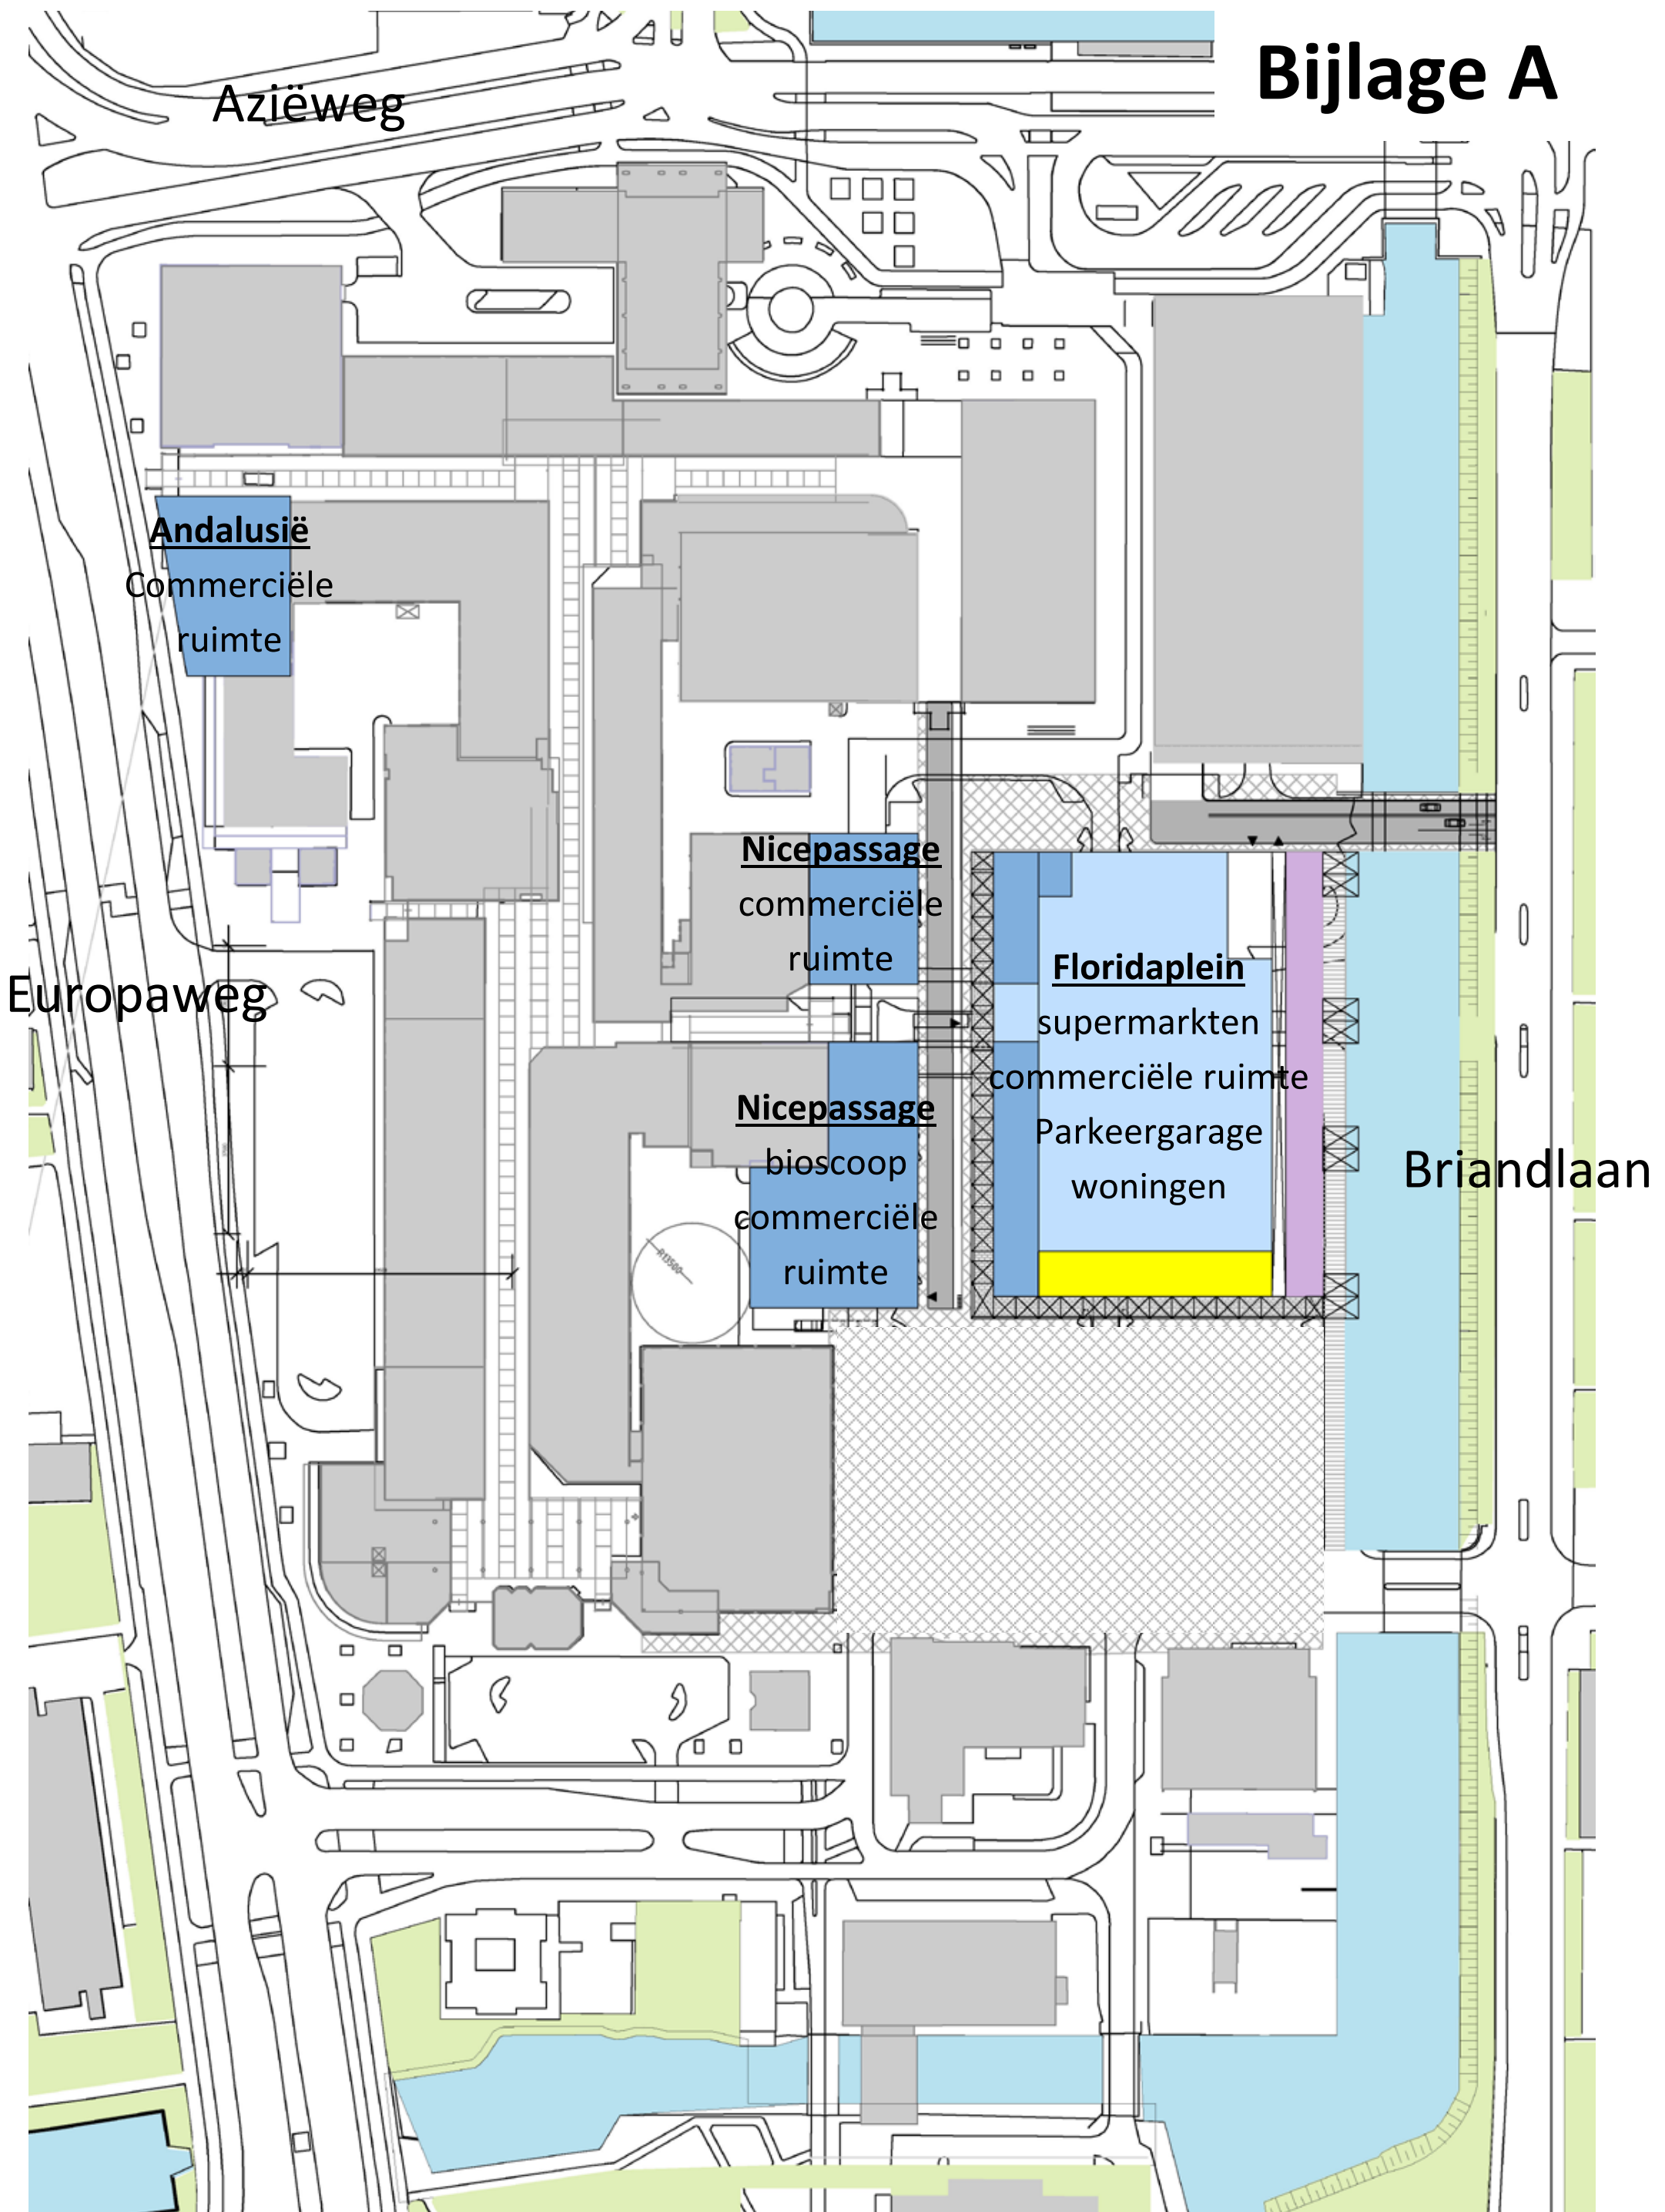 Bijlage A
Aziëweg
Andalusië
Commerciële
ruimte
Nicepassage
commerciële
ruimte
Europaweg
Floridaplein
supermarkten
commerciële ruimte
Parkeergarage
woningen
Nicepassage
bioscoop
commerciële
ruimte
Briandlaan
R13500